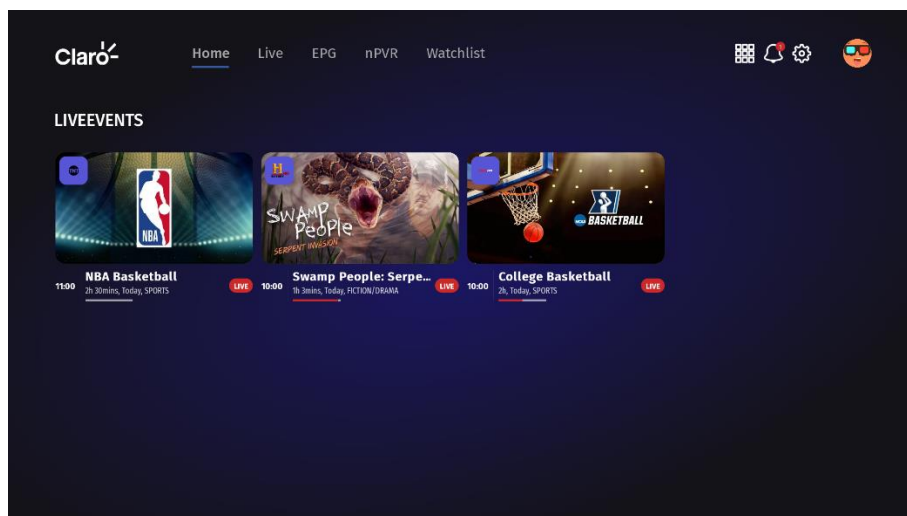 Claro-
Home Live EPG nPVR Watchlist
LIVEEVENTS
NBA
H
SWAMP
PEOPLE
SERPENT INVASION
NCAA BASKETBALL
11:00 NBA Basketball LIVE
2h 30mins, Today, SPORTS
10:00 Swamp People: Serpe... LIVE
1h 3mins, Today, FICTION/DRAMA
10:00 College Basketball LIVE
2h, Today, SPORTS